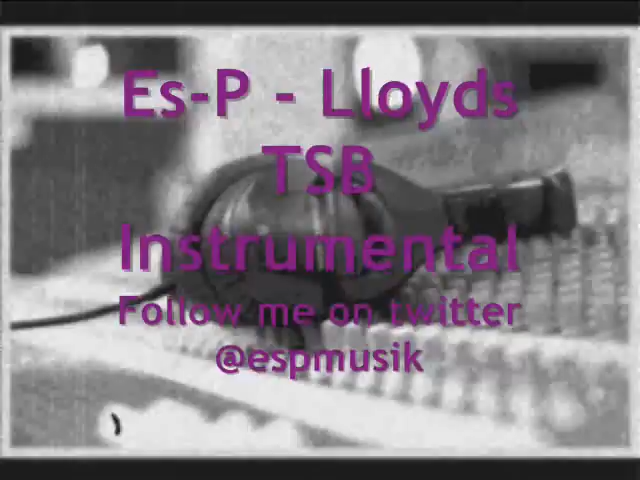 Es-P - Lloyds
TSB
Instrumental
Follow me on twitter
@espmusik